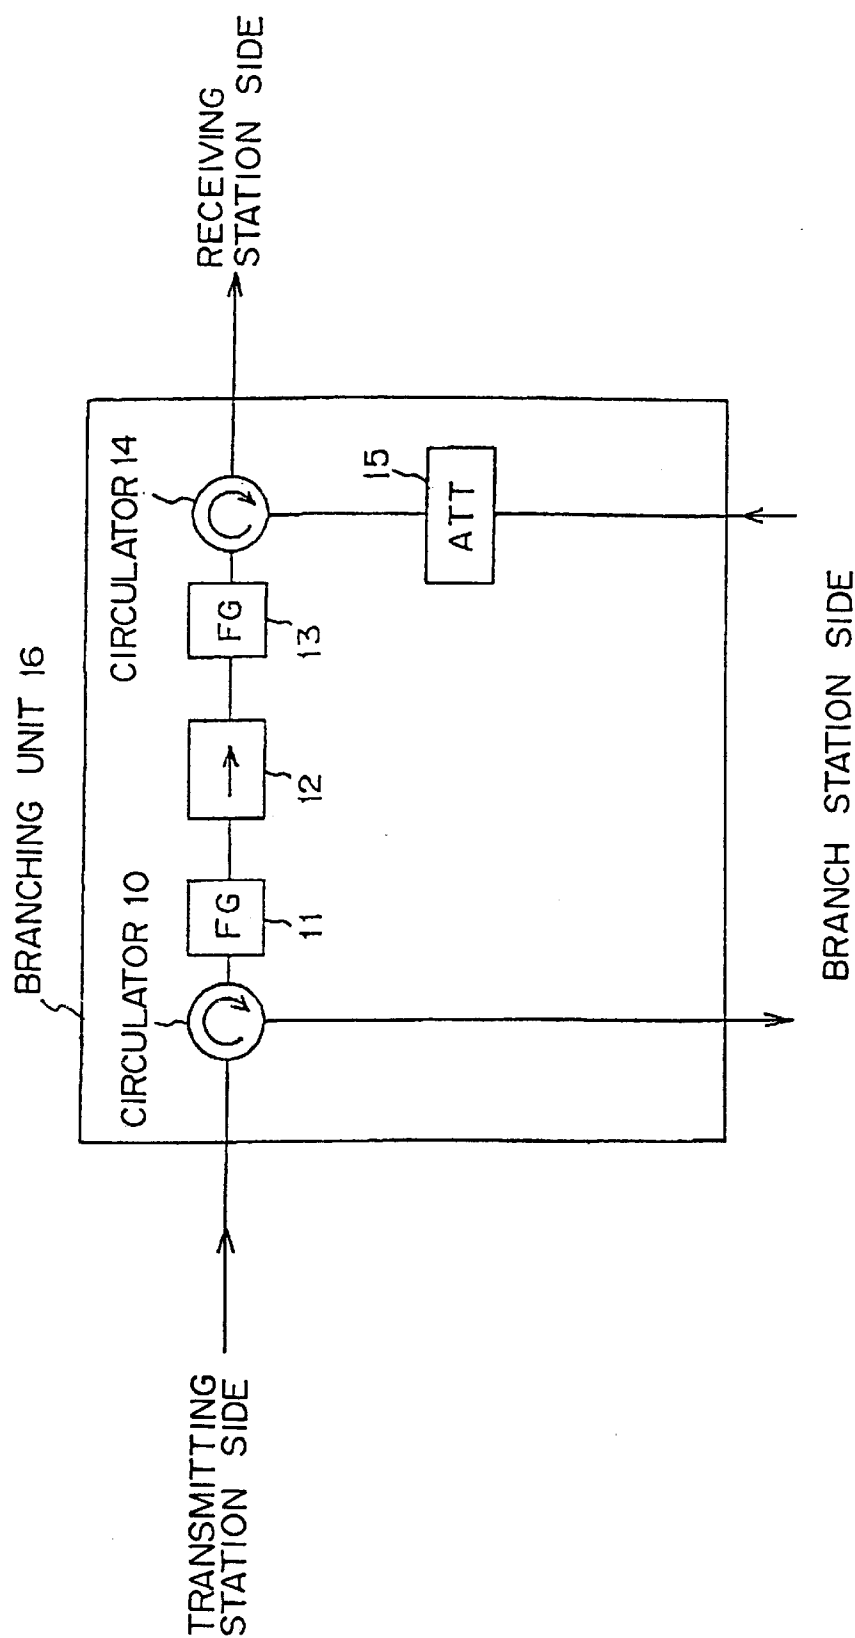 BRANCHING UNIT 16
CIRCULATOR 10
CIRCULATOR 14
FG
11
12
FG
13
15
ATT
TRANSMITTING
STATION SIDE
RECEIVING
STATION SIDE
BRANCH STATION SIDE